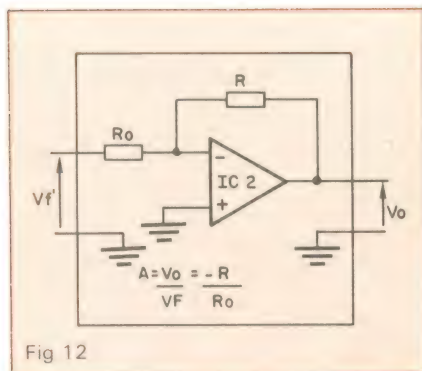 R
Ro
−
IC 2
+
Vf'
Vo
A = Vo = -R
VF Ro
Fig 12